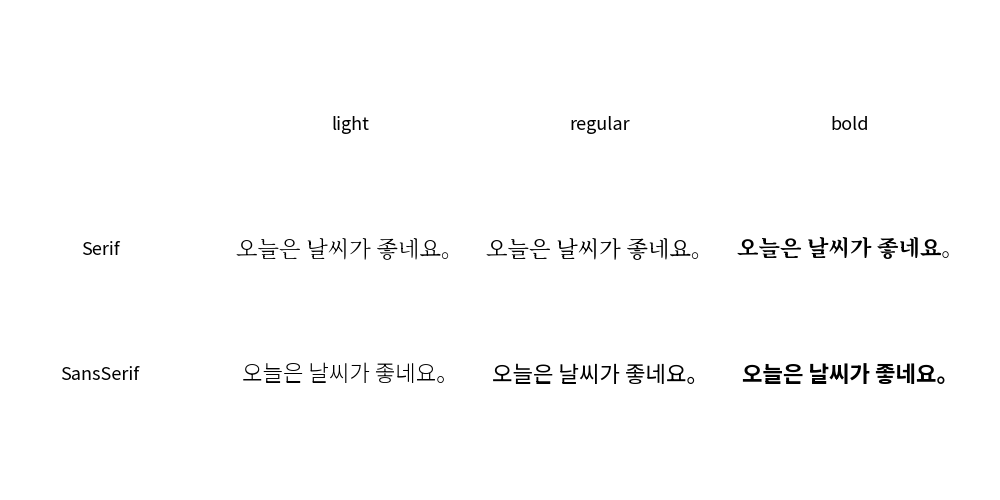 light regular bold
Serif 오늘은 날씨가 좋네요。 오늘은 날씨가 좋네요。 오늘은 날씨가 좋네요。
SansSerif 오늘은 날씨가 좋네요。 오늘은 날씨가 좋네요。 오늘은 날씨가 좋네요。